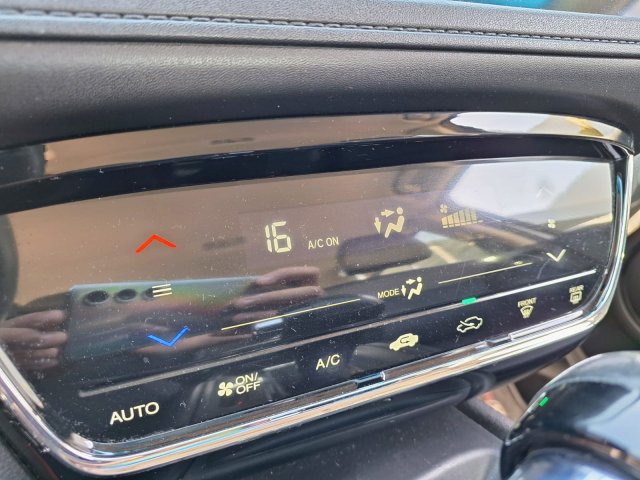 16 A/C ON
MODE
FRONT
REAR
A/C
ON/
OFF
AUTO